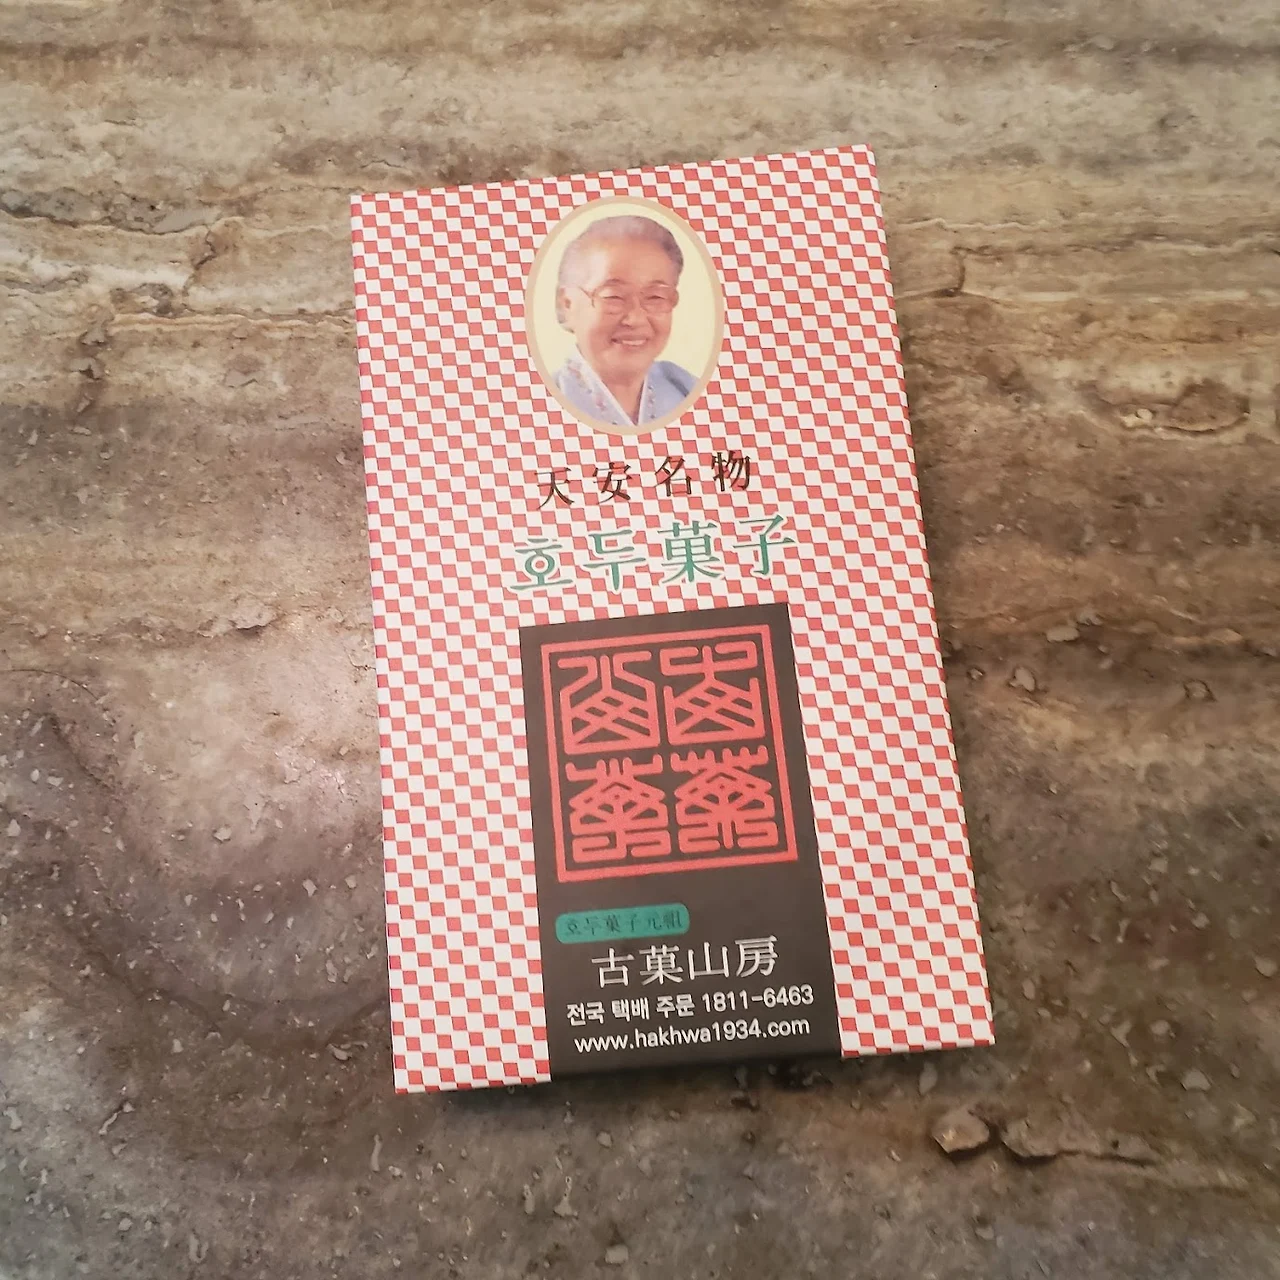 天安名物
호두菓子
호두菓子元祖
古菓山房
전국 택배 주문 1811-6463
www.hakhwa1934.com